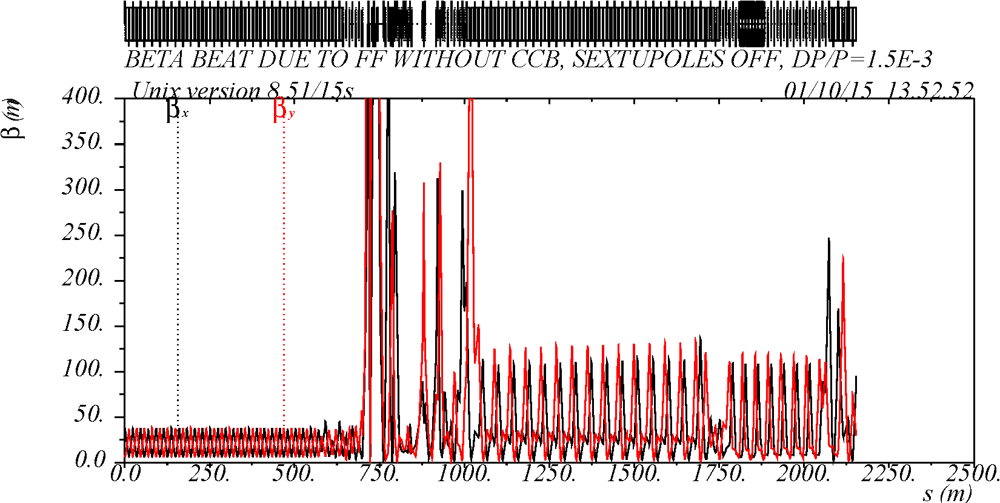 BETA BEAT DUE TO FF WITHOUT CCB, SEXTUPOLES OFF, DP/P=1.5E-3
Unix version 8.51/15s 01/10/15 13.52.52
β (m)
βx βy
400.
350.
300.
250.
200.
150.
100.
50.
0.0
0.0 250. 500. 750. 1000. 1250. 1500. 1750. 2000. 2250. 2500.
s (m)